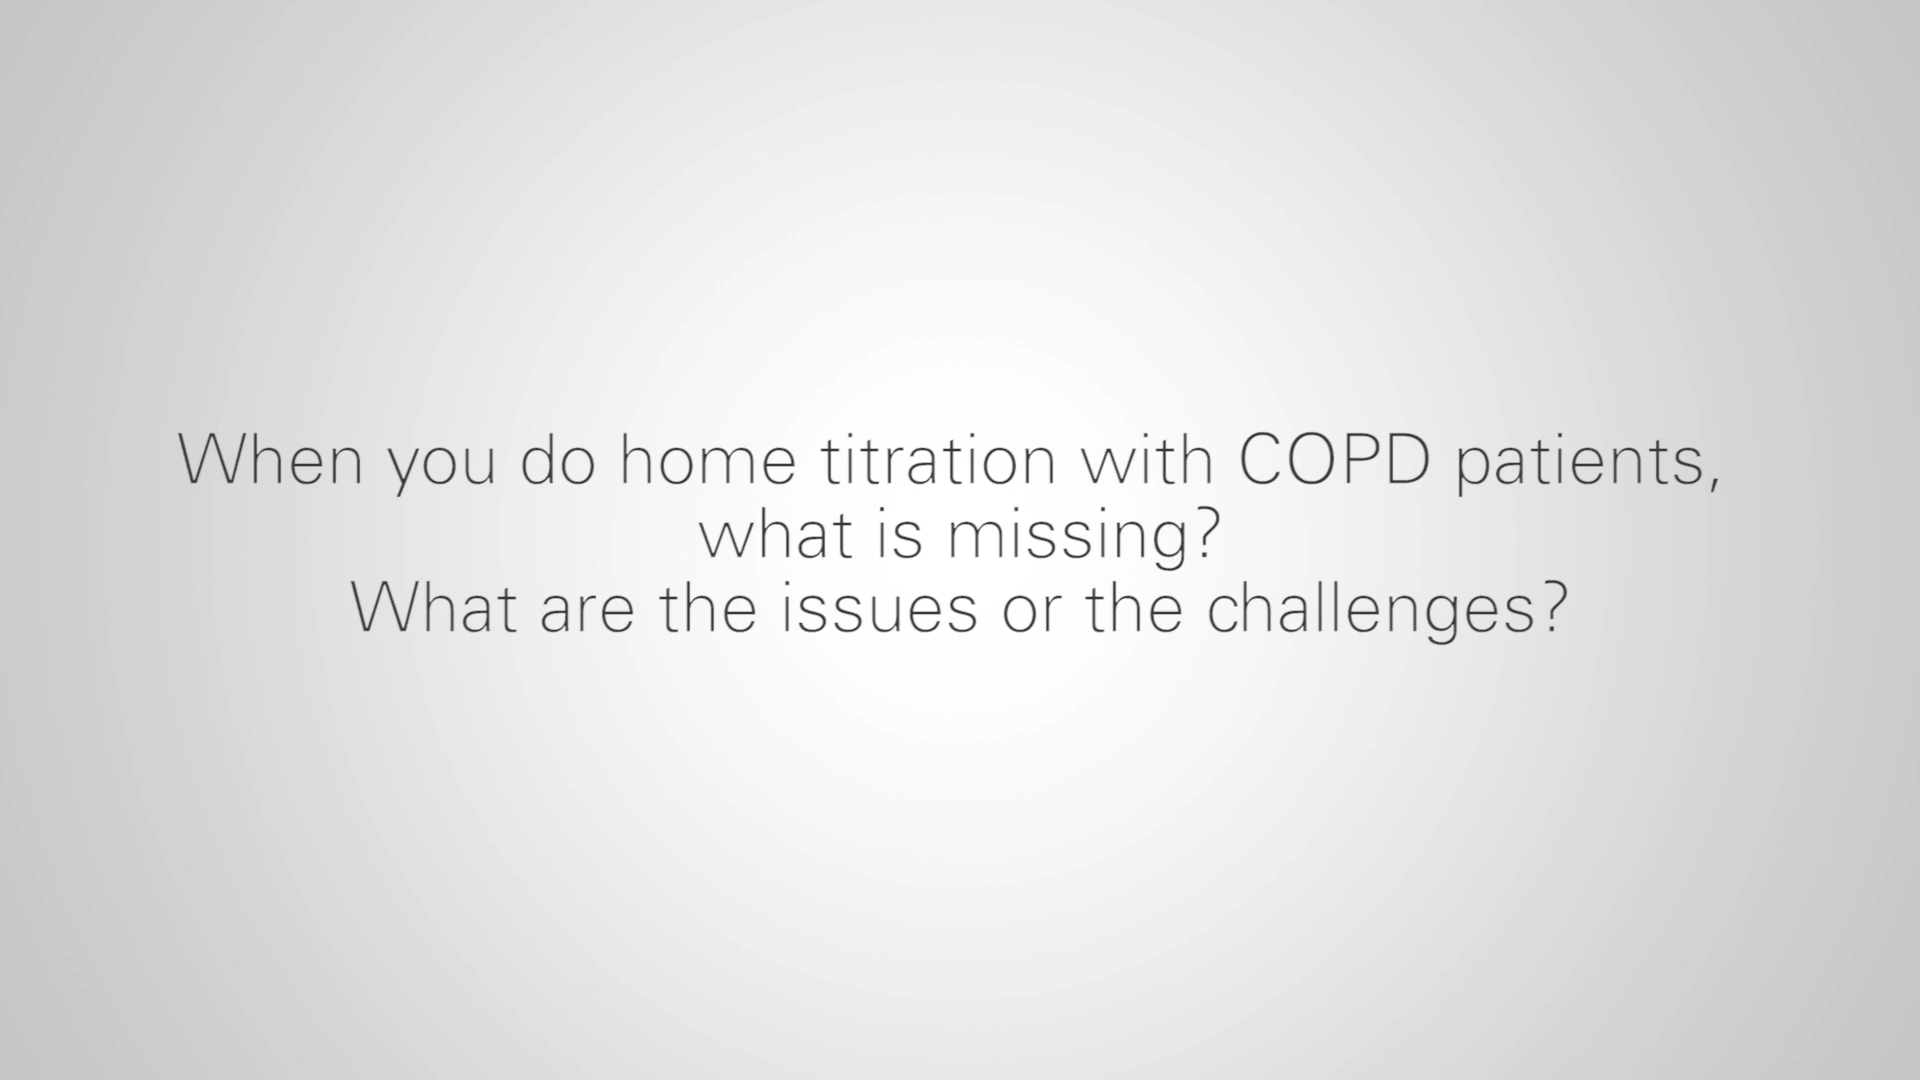 When you do home titration with COPD patients,
what is missing?
What are the issues or the challenges?